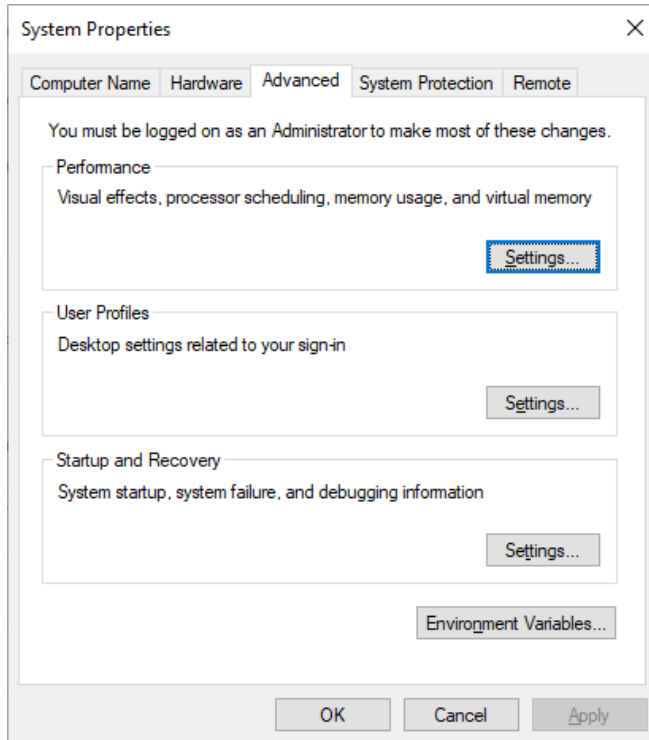 System Properties
Computer Name Hardware Advanced System Protection Remote
You must be logged on as an Administrator to make most of these changes.
Performance
Visual effects, processor scheduling, memory usage, and virtual memory
Settings...
User Profiles
Desktop settings related to your sign-in
Settings...
Startup and Recovery
System startup, system failure, and debugging information
Settings...
Environment Variables...
OK Cancel Apply